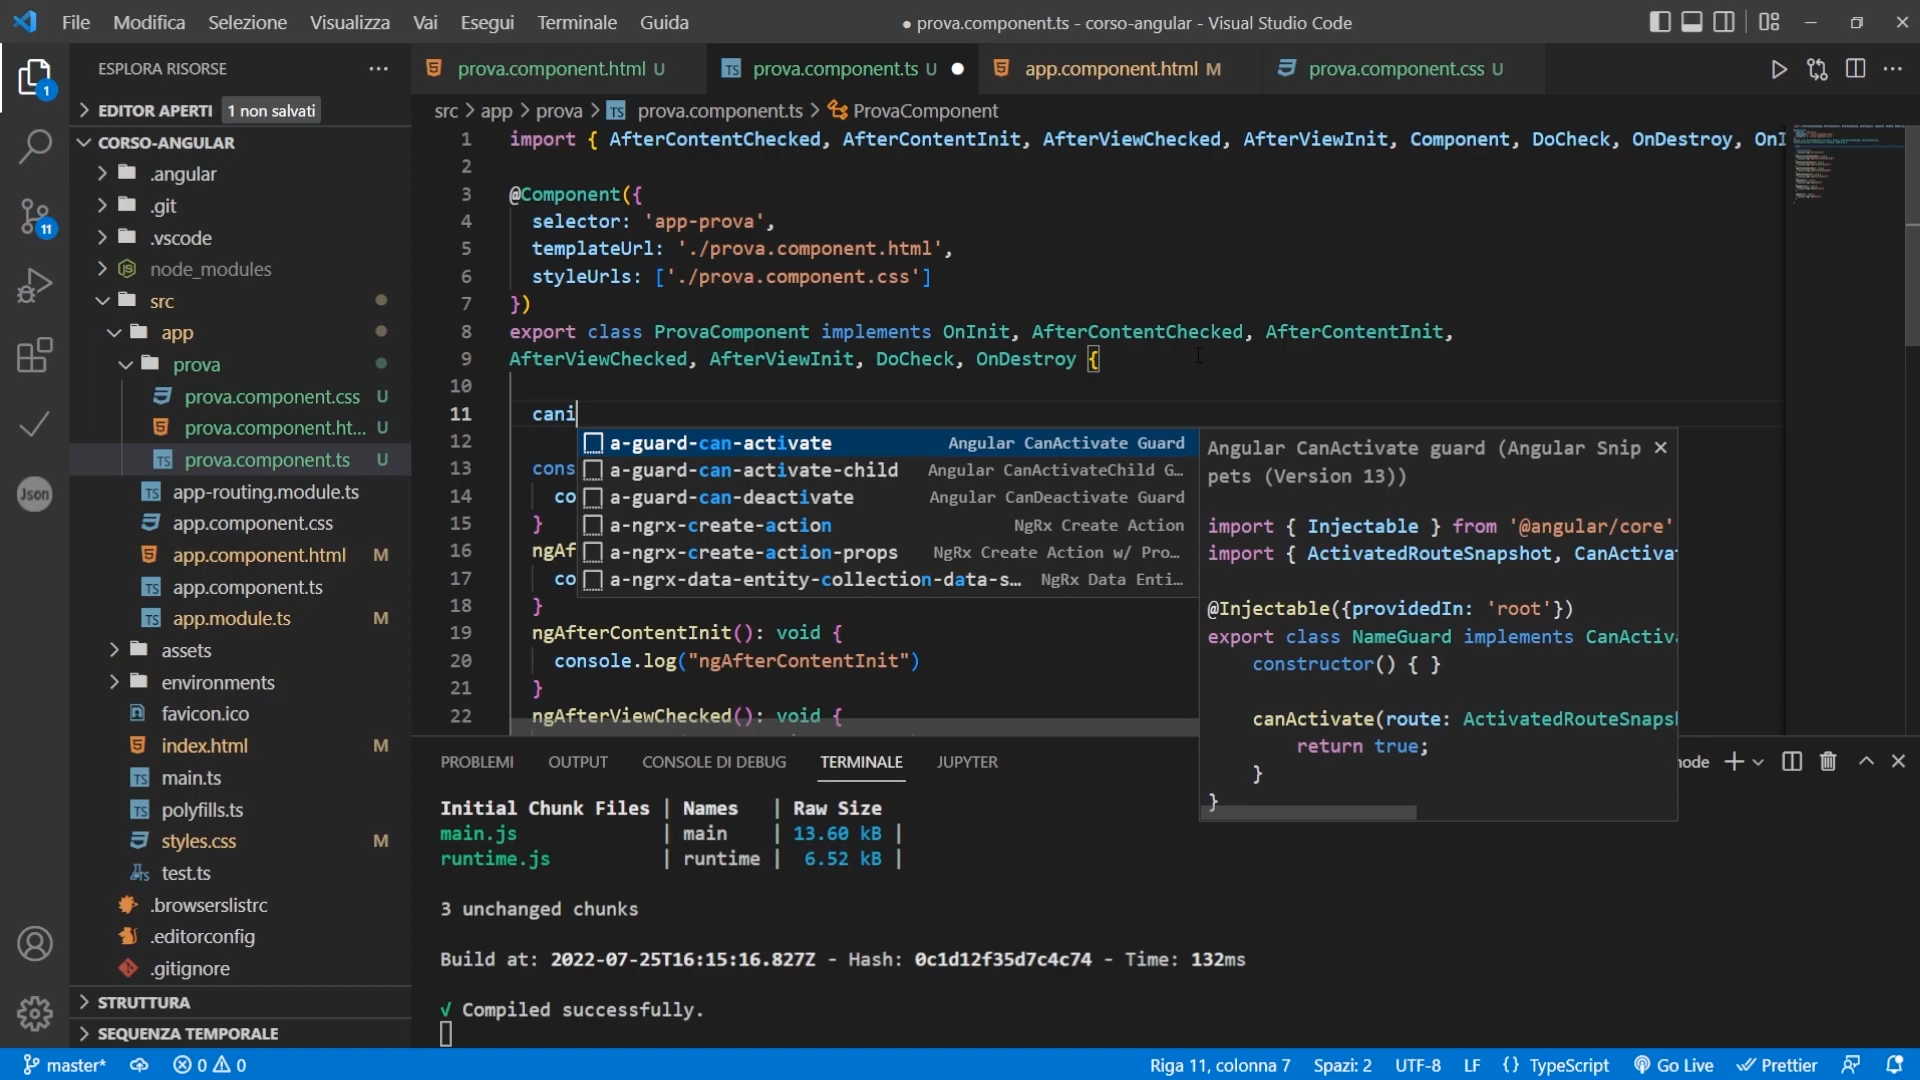 File Modifica Selezione Visualizza Vai Esegui Terminale Guida
● prova.component.ts - corso-angular - Visual Studio Code
ESPLORA RISORSE
EDITOR APERTI 1 non salvati
CORSO-ANGULAR
.angular
.git
.vscode
node_modules
src
app
prova
prova.component.css U
prova.component.ht... U
prova.component.ts U
app-routing.module.ts
app.component.css
app.component.html M
app.component.ts
app.module.ts M
assets
environments
favicon.ico
index.html M
main.ts
polyfills.ts
styles.css M
test.ts
.browserslistrc
.editorconfig
.gitignore
STRUTTURA
SEQUENZA TEMPORALE
1
11
Json
prova.component.html U
prova.component.ts U
app.component.html M
prova.component.css U
src > app > prova > TS prova.component.ts > ProvaComponent
1 import { AfterContentChecked, AfterContentInit, AfterViewChecked, AfterViewInit, Component, DoCheck, OnDestroy, OnI
2
3 @Component({
4 selector: 'app-prova',
5 templateUrl: './prova.component.html',
6 styleUrls: ['./prova.component.css']
7 })
8 export class ProvaComponent implements OnInit, AfterContentChecked, AfterContentInit,
9 AfterViewChecked, AfterViewInit, DoCheck, OnDestroy {
10
11 cani
12
13 cons
14 co
15 }
16 ngAf
17 co
18 }
19 ngAfterContentInit(): void {
20 console.log("ngAfterContentInit")
21 }
22 ngAfterViewChecked(): void {
a-guard-can-activate Angular CanActivate Guard
a-guard-can-activate-child Angular CanActivateChild G...
a-guard-can-deactivate Angular CanDeactivate Guard
a-ngrx-create-action NgRx Create Action
a-ngrx-create-action-props NgRx Create Action w/ Pro...
a-ngrx-data-entity-collection-data-s... NgRx Data Enti...
Angular CanActivate guard (Angular Snip
pets (Version 13))
import { Injectable } from '@angular/core'
import { ActivatedRouteSnapshot, CanActivat
@Injectable({providedIn: 'root'})
export class NameGuard implements CanActiva
constructor() { }
canActivate(route: ActivatedRouteSnapsh
return true;
}
}
PROBLEMI OUTPUT CONSOLE DI DEBUG TERMINALE JUPYTER
node
Initial Chunk Files | Names | Raw Size
main.js | main | 13.60 kB |
runtime.js | runtime | 6.52 kB |
3 unchanged chunks
Build at: 2022-07-25T16:15:16.827Z - Hash: 0c1d12f35d7c4c74 - Time: 132ms
√ Compiled successfully.
master* 0 0 Riga 11, colonna 7 Spazi: 2 UTF-8 LF {} TypeScript Go Live Prettier